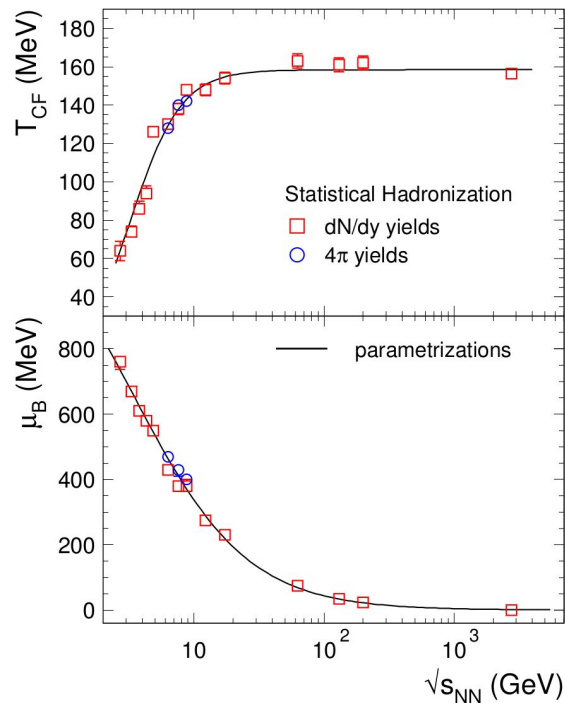 T_CF (MeV)
180
160
140
120
100
80
60
40
Statistical Hadronization
dN/dy yields
4π yields
μ_B (MeV)
800
600
400
200
0
parametrizations
10
10²
10³
√s_NN (GeV)